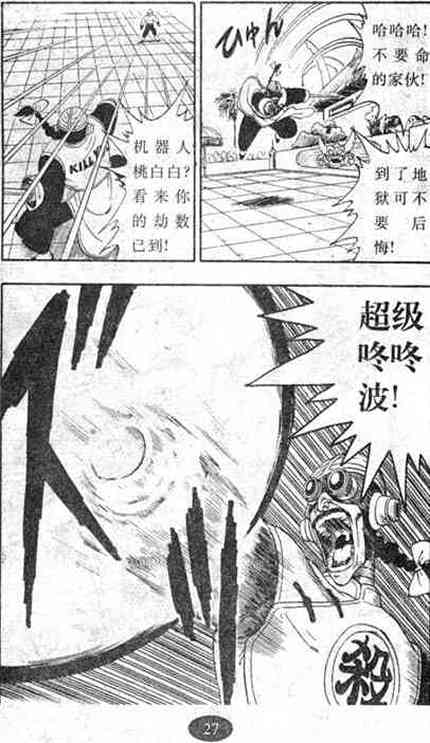 哈哈哈!
不要命
的家伙!
ひゅん
到了地
狱可不
要后
悔!
机器人
桃白白?
看来你
的劫数
已到!
KILLY
超级
咚咚
波!
殺
27